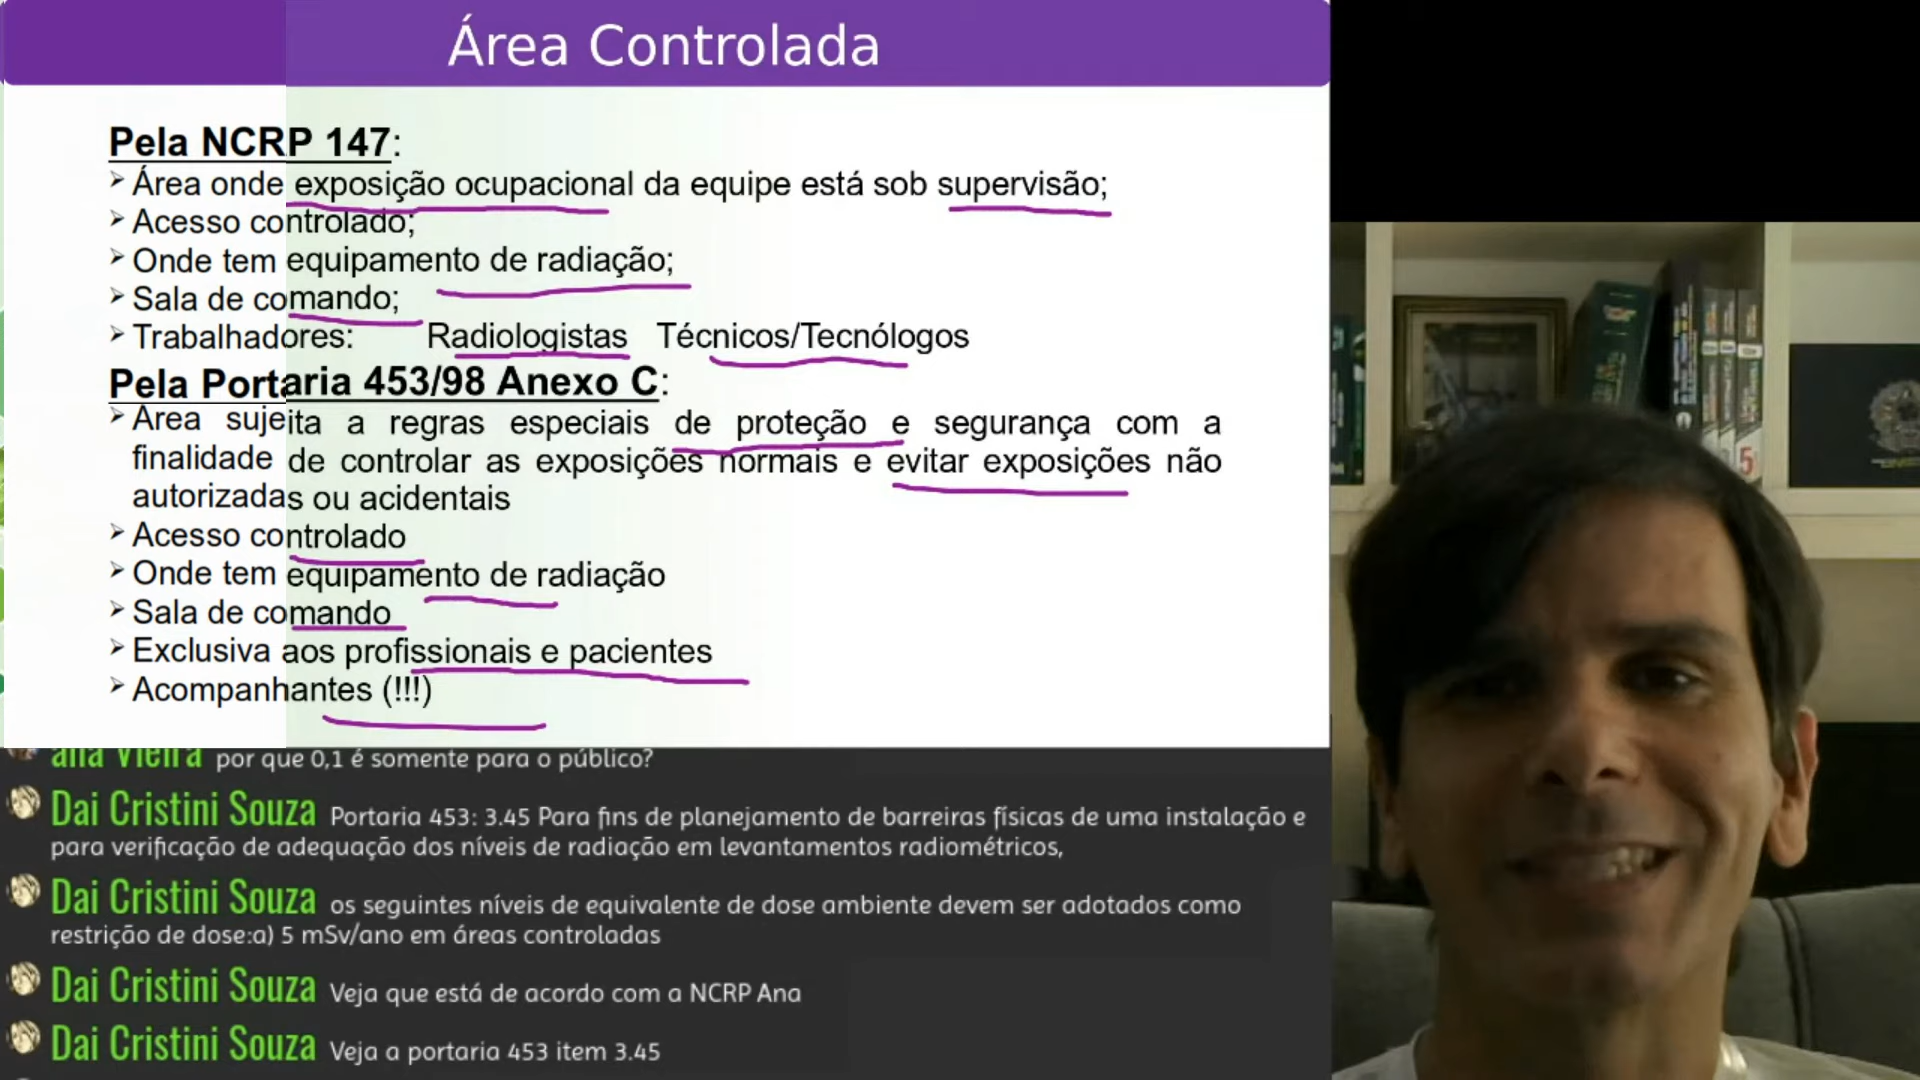 Área Controlada
Pela NCRP 147:
Área onde exposição ocupacional da equipe está sob supervisão;
Acesso controlado;
Onde tem equipamento de radiação;
Sala de comando;
Trabalhadores: Radiologistas Técnicos/Tecnólogos
Pela Portaria 453/98 Anexo C:
Área sujeita a regras especiais de proteção e segurança com a
finalidade de controlar as exposições normais e evitar exposições não
autorizadas ou acidentais
Acesso controlado
Onde tem equipamento de radiação
Sala de comando
Exclusiva aos profissionais e pacientes
Acompanhantes (!!!)
Vieira por que 0,1 é somente para o público?
Dai Cristini Souza Portaria 453: 3.45 Para fins de planejamento de barreiras físicas de uma instalação e
para verificação de adequação dos níveis de radiação em levantamentos radiométricos,
Dai Cristini Souza os seguintes níveis de equivalente de dose ambiente devem ser adotados como
restrição de dose:a) 5 mSv/ano em áreas controladas
Dai Cristini Souza Veja que está de acordo com a NCRP Ana
Dai Cristini Souza Veja a portaria 453 item 3.45
5